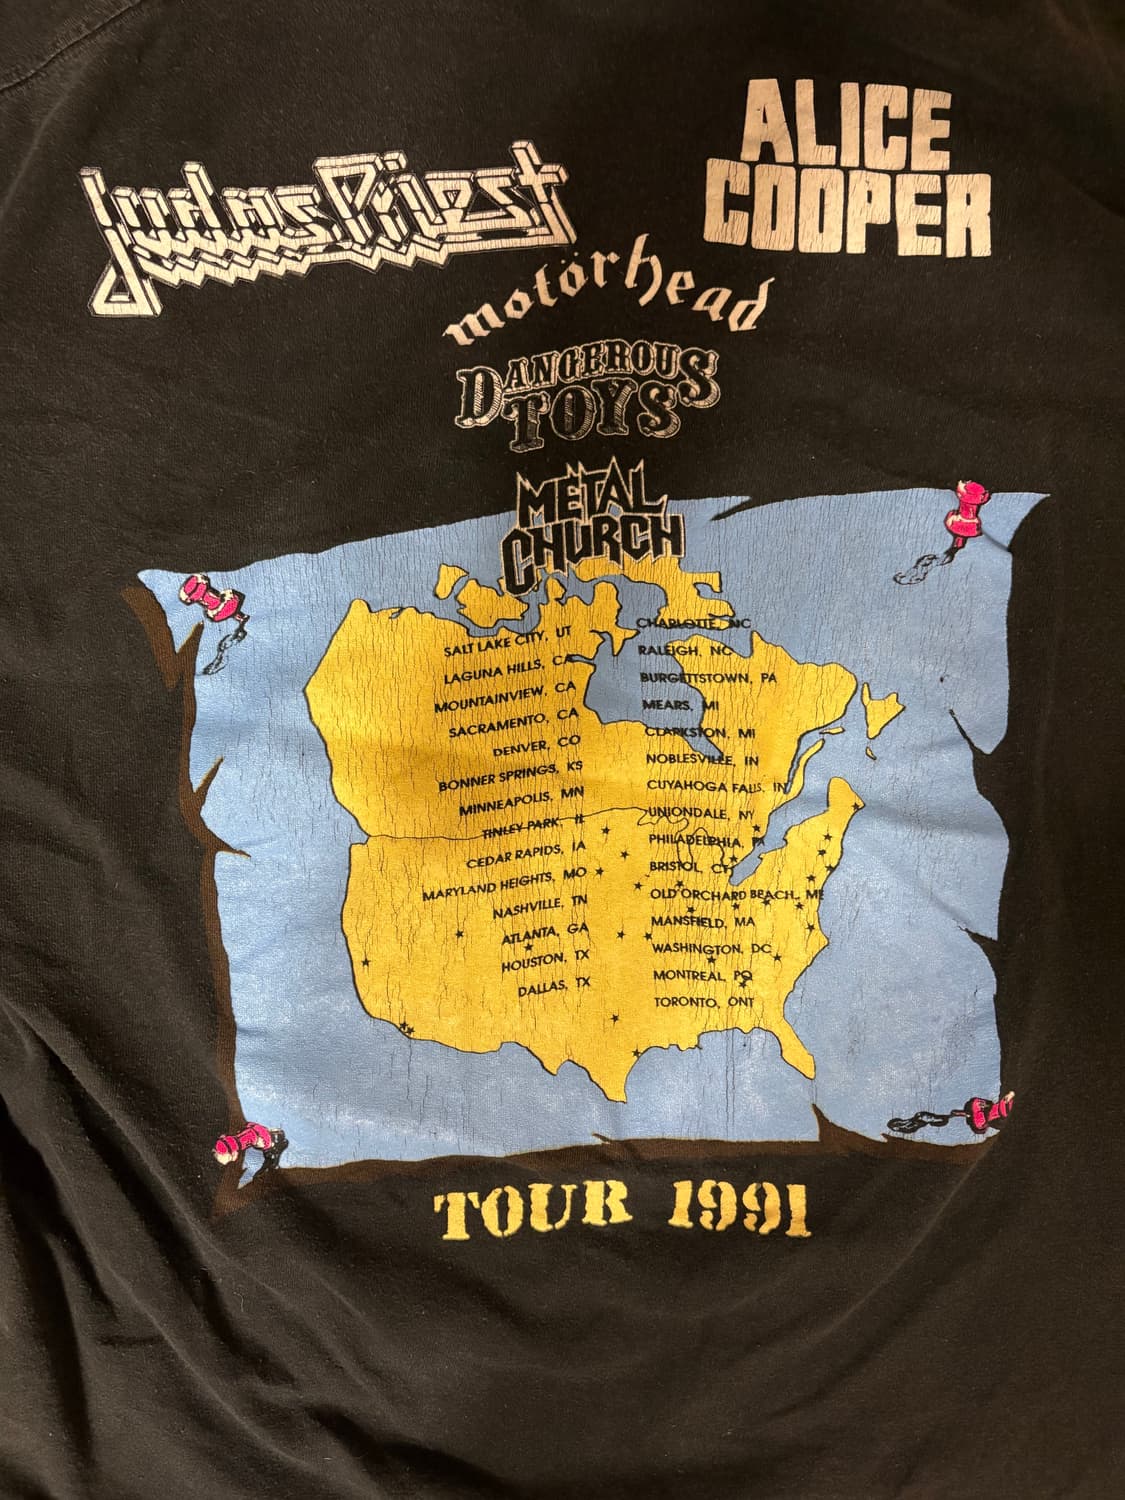 Judas Priest
ALICE
COOPER
motörhead
DANGEROUS
TOYS
METAL
CHURCH
SALT LAKE CITY, UT
LAGUNA HILLS, CA
MOUNTAINVIEW, CA
SACRAMENTO, CA
DENVER, CO
BONNER SPRINGS, KS
MINNEAPOLIS, MN
TINLEY PARK, IL
CEDAR RAPIDS, IA
MARYLAND HEIGHTS, MO
NASHVILLE, TN
ATLANTA, GA
HOUSTON, TX
DALLAS, TX
CHARLOTTE, NC
RALEIGH, NC
BURGETTSTOWN, PA
MEARS, MI
CLARKSTON, MI
NOBLESVILLE, IN
CUYAHOGA FALLS, IN
UNIONDALE, NY
PHILADELPHIA, PA
BRISTOL, CT
OLD ORCHARD BEACH, ME
MANSFIELD, MA
WASHINGTON, DC
MONTREAL, PQ
TORONTO, ONT
TOUR 1991